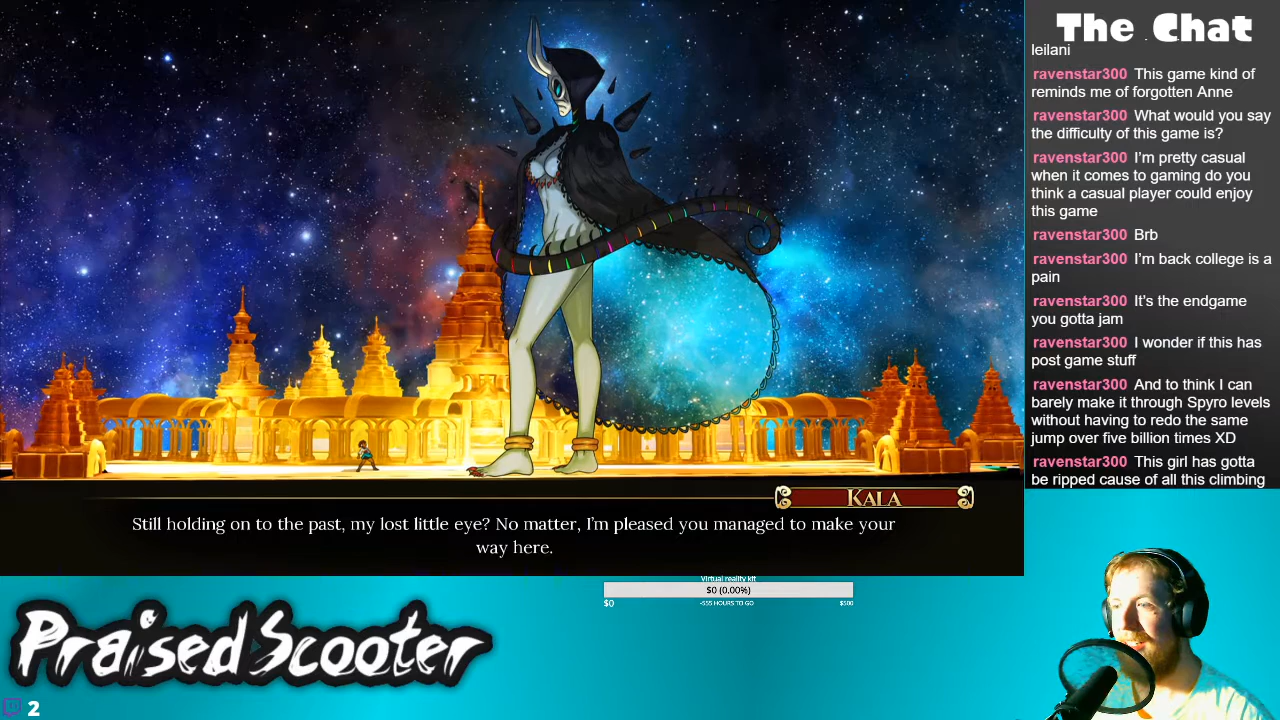 The Chat
leilani
ravenstar300 This game kind of
reminds me of forgotten Anne
ravenstar300 What would you say
the difficulty of this game is?
ravenstar300 I'm pretty casual
when it comes to gaming do you
think a casual player could enjoy
this game
ravenstar300 Brb
ravenstar300 I'm back college is a
pain
ravenstar300 It's the endgame
you gotta jam
ravenstar300 I wonder if this has
post game stuff
ravenstar300 And to think I can
barely make it through Spyro levels
without having to redo the same
jump over five billion times XD
ravenstar300 This girl has gotta
be ripped cause of all this climbing
KALA
Still holding on to the past, my lost little eye? No matter, I'm pleased you managed to make your
way here.
Virtual reality kit
$0 (0.00%)
$0 -555 HOURS TO GO $500
Praised Scooter
2